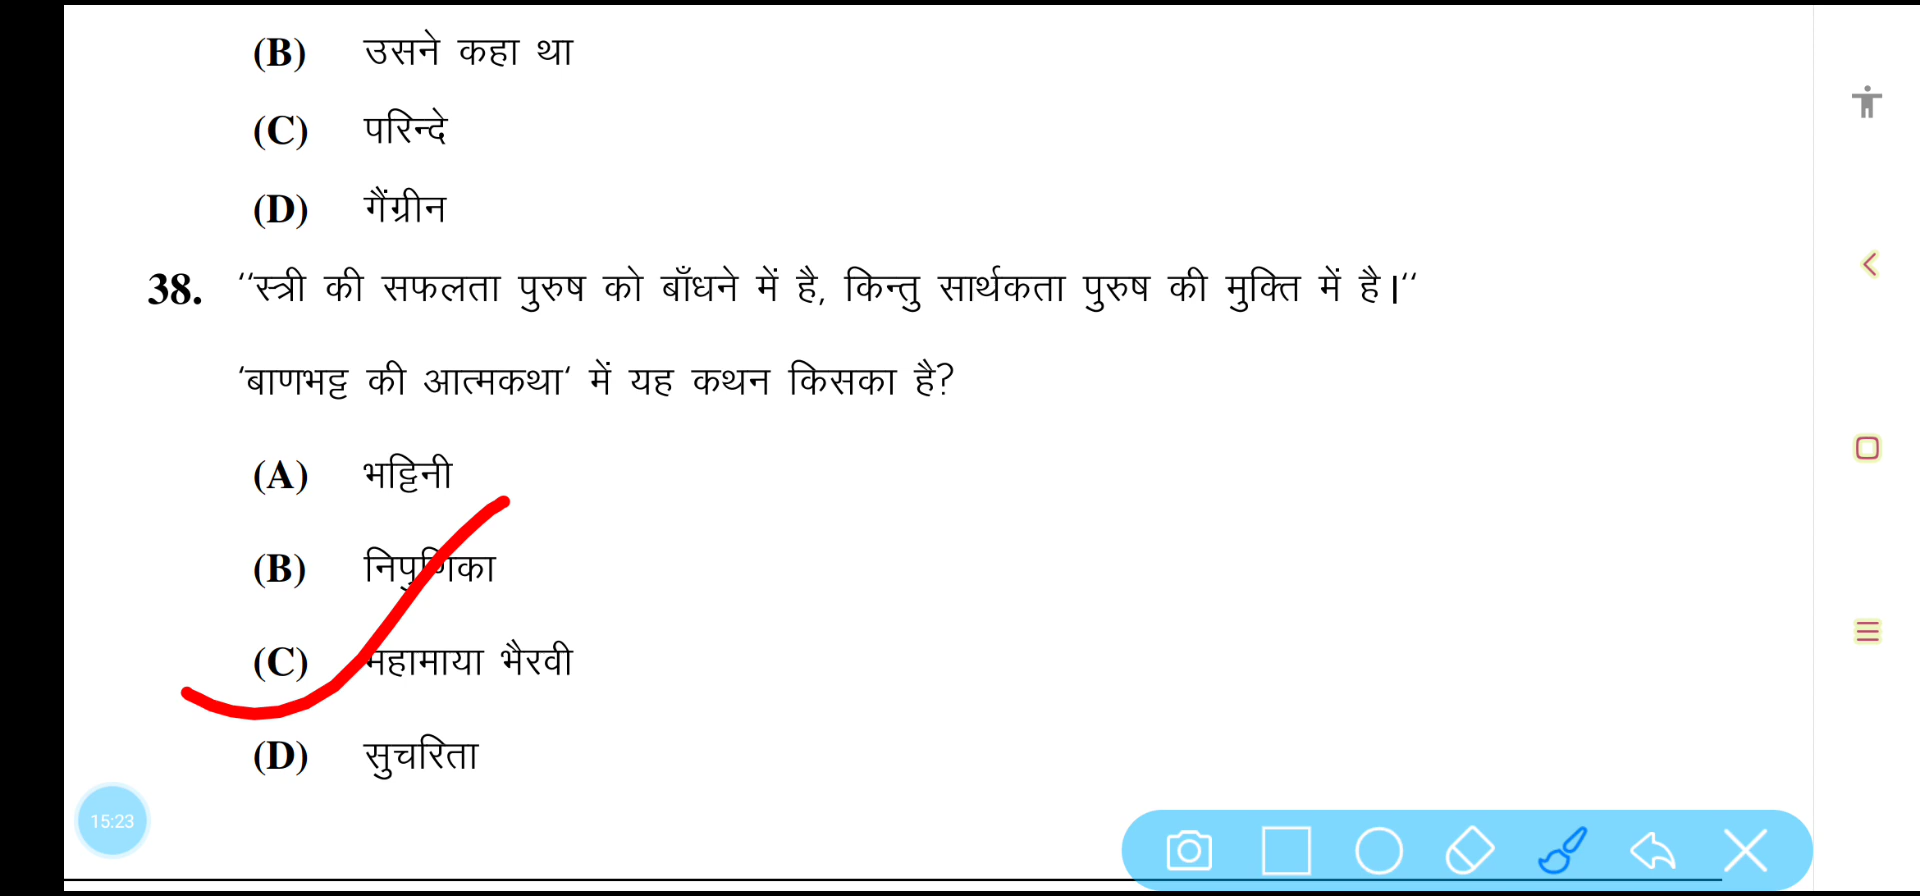 (B) उसने कहा था
(C) परिन्दे
(D) गैंग्रीन
38. ''स्त्री की सफलता पुरुष को बाँधने में है, किन्तु सार्थकता पुरुष की मुक्ति में है।''
'बाणभट्ट की आत्मकथा' में यह कथन किसका है?
(A) भट्टिनी
(B) निपुणिका
(C) महामाया भैरवी
(D) सुचरिता
15:23